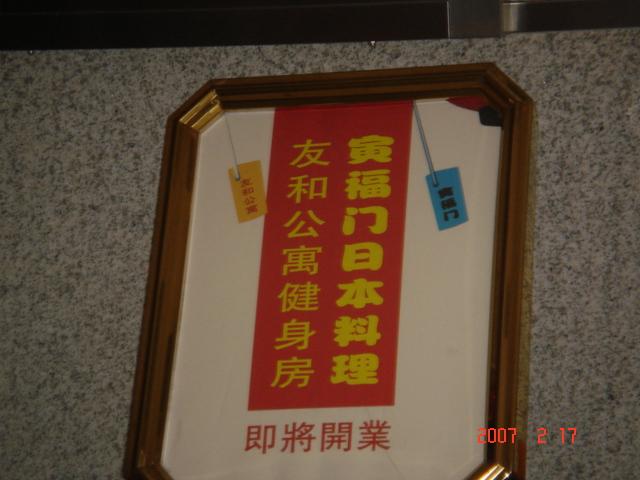 寅福门日本料理
友和公寓健身房
即將開業
友和公寓
寅福门
2007 2 17